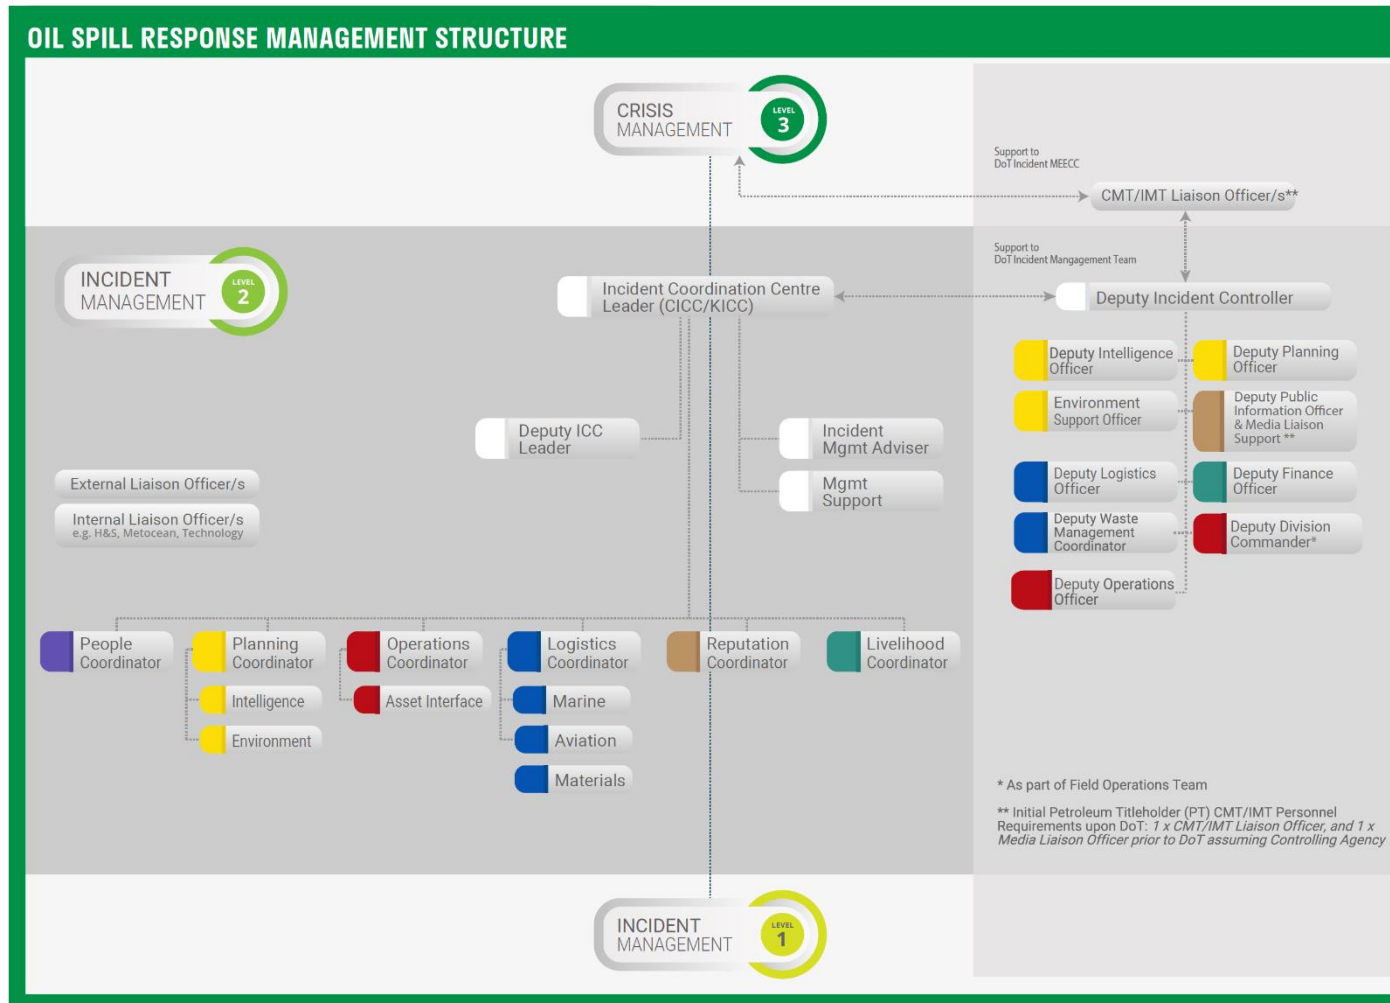 OIL SPILL RESPONSE MANAGEMENT STRUCTURE
CRISIS
MANAGEMENT
LEVEL
3
Support to
DoT Incident MEECC
CMT/IMT Liaison Officer/s**
INCIDENT
MANAGEMENT
LEVEL
2
Incident Coordination Centre
Leader (CICC/KICC)
Support to
DoT Incident Mangagement Team
Deputy Incident Controller
Deputy Intelligence
Officer
Deputy Planning
Officer
Environment
Support Officer
Deputy Public
Information Officer
& Media Liaison
Support **
Deputy ICC
Leader
Incident
Mgmt Adviser
Mgmt
Support
External Liaison Officer/s
Internal Liaison Officer/s
e.g. H&S, Metocean, Technology
Deputy Logistics
Officer
Deputy Finance
Officer
Deputy Waste
Management
Coordinator
Deputy Division
Commander*
Deputy Operations
Officer
People
Coordinator
Planning
Coordinator
Operations
Coordinator
Logistics
Coordinator
Reputation
Coordinator
Livelihood
Coordinator
Intelligence
Asset Interface
Marine
Environment
Aviation
Materials
* As part of Field Operations Team
** Initial Petroleum Titleholder (PT) CMT/IMT Personnel
Requirements upon DoT: 1 x CMT/IMT Liaison Officer, and 1 x
Media Liaison Officer prior to DoT assuming Controlling Agency
INCIDENT
MANAGEMENT
LEVEL
1